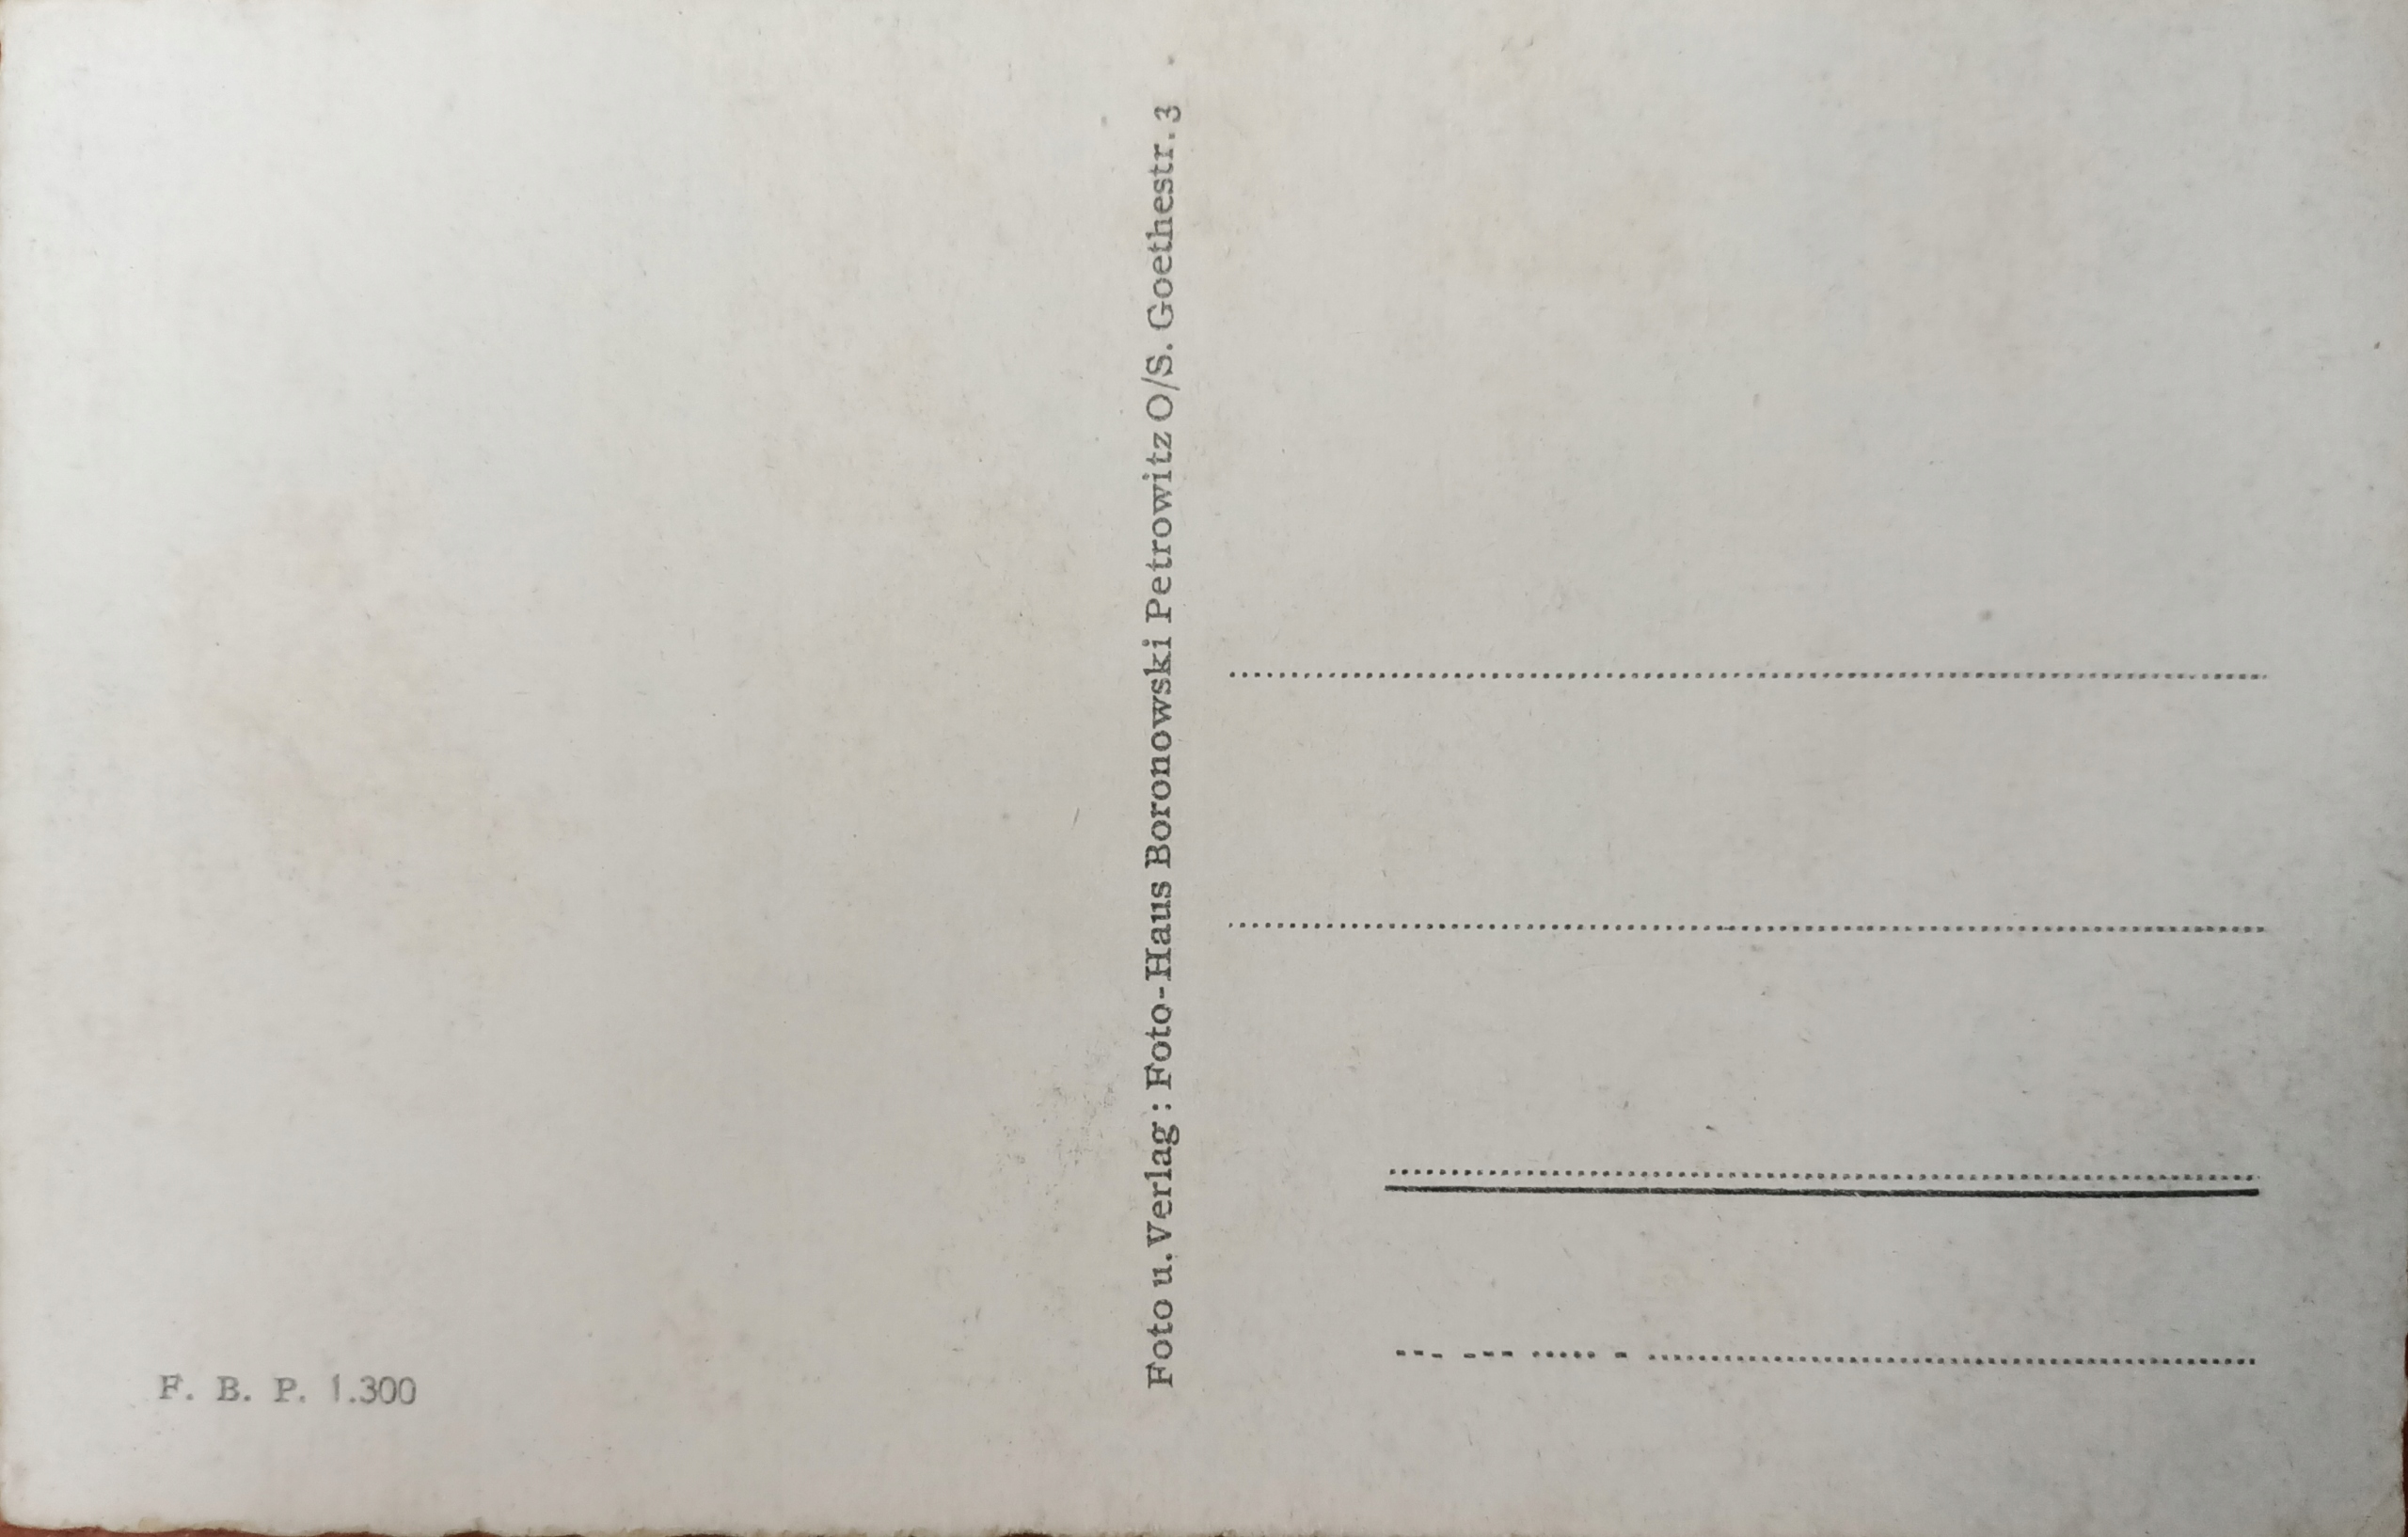 Foto u. Verlag : Foto-Haus Boronowski Petrowitz O/S. Goethestr. 3
F. B. P. 1.300